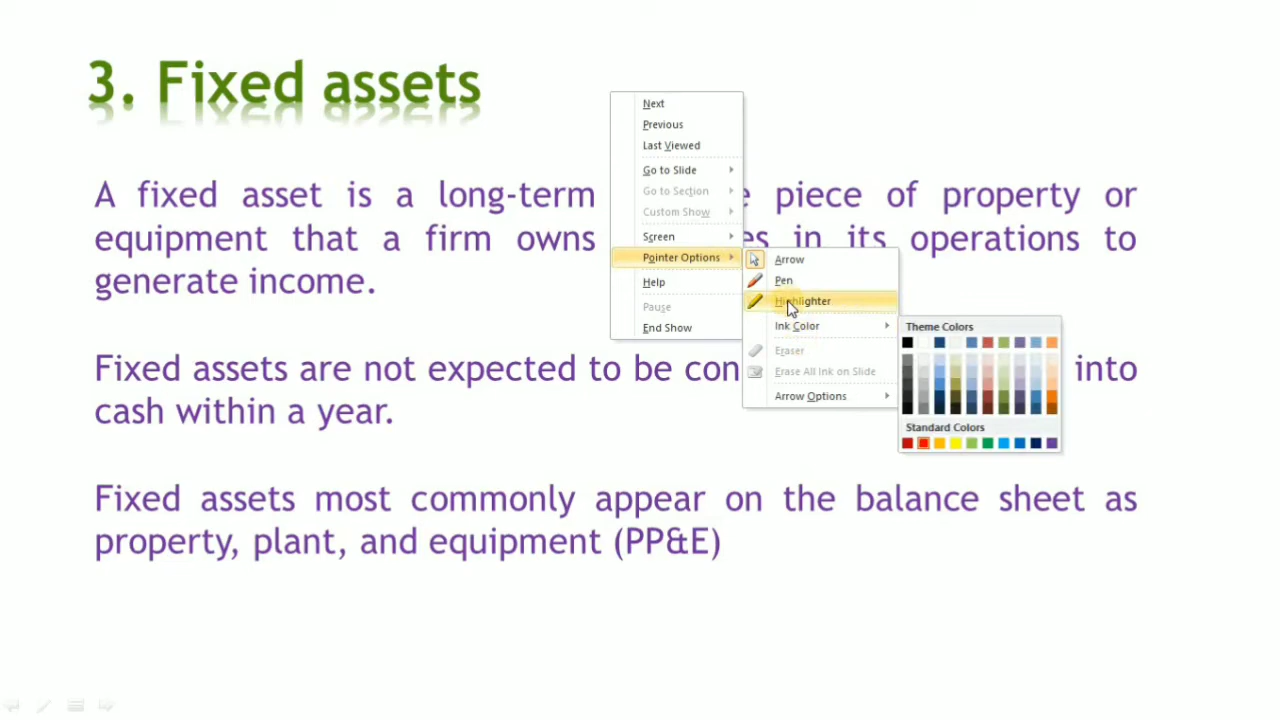 3. Fixed assets
A fixed asset is a long-term piece of property or
equipment that a firm owns in its operations to
generate income.
Fixed assets are not expected to be into
cash within a year.
Fixed assets most commonly appear on the balance sheet as
property, plant, and equipment (PP&E)
Next
Previous
Last Viewed
Go to Slide
Go to Section
Custom Show
Screen
Pointer Options
Help
Pause
End Show
Arrow
Pen
Highlighter
Ink Color
Eraser
Erase All Ink on Slide
Arrow Options
Theme Colors
Standard Colors